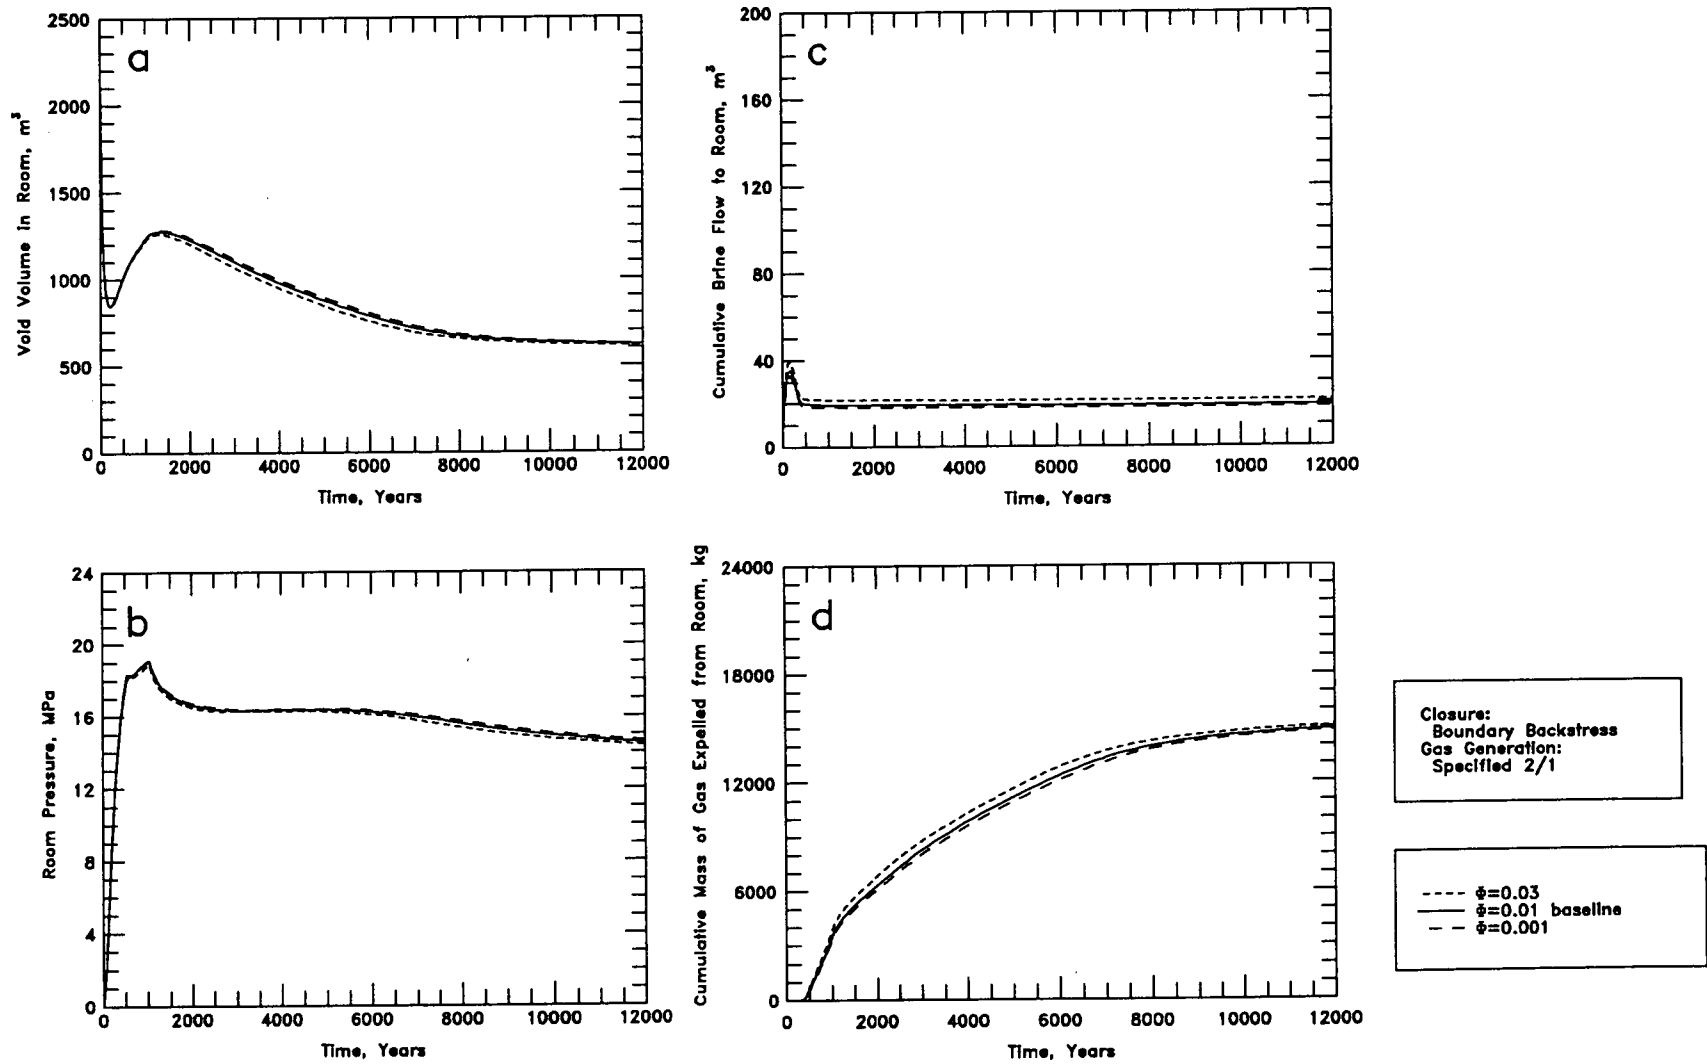 a
2500
2000
1500
1000
500
0
Void Volume in Room, m³
0 2000 4000 6000 8000 10000 12000
Time, Years
c
200
160
120
80
40
0
Cumulative Brine Flow to Room, m³
0 2000 4000 6000 8000 10000 12000
Time, Years
b
24
20
16
12
8
4
0
Room Pressure, MPa
0 2000 4000 6000 8000 10000 12000
Time, Years
d
24000
18000
12000
6000
0
Cumulative Mass of Gas Expelled from Room, kg
0 2000 4000 6000 8000 10000 12000
Time, Years
Closure:
Boundary Backstress
Gas Generation:
Specified 2/1
Φ=0.03
Φ=0.01 baseline
Φ=0.001